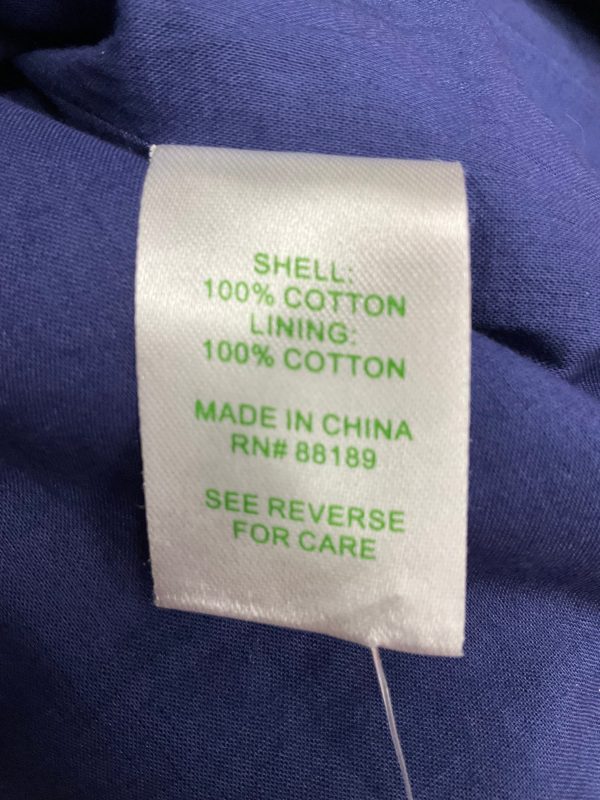 SHELL:
100% COTTON
LINING:
100% COTTON
MADE IN CHINA
RN# 88189
SEE REVERSE
FOR CARE